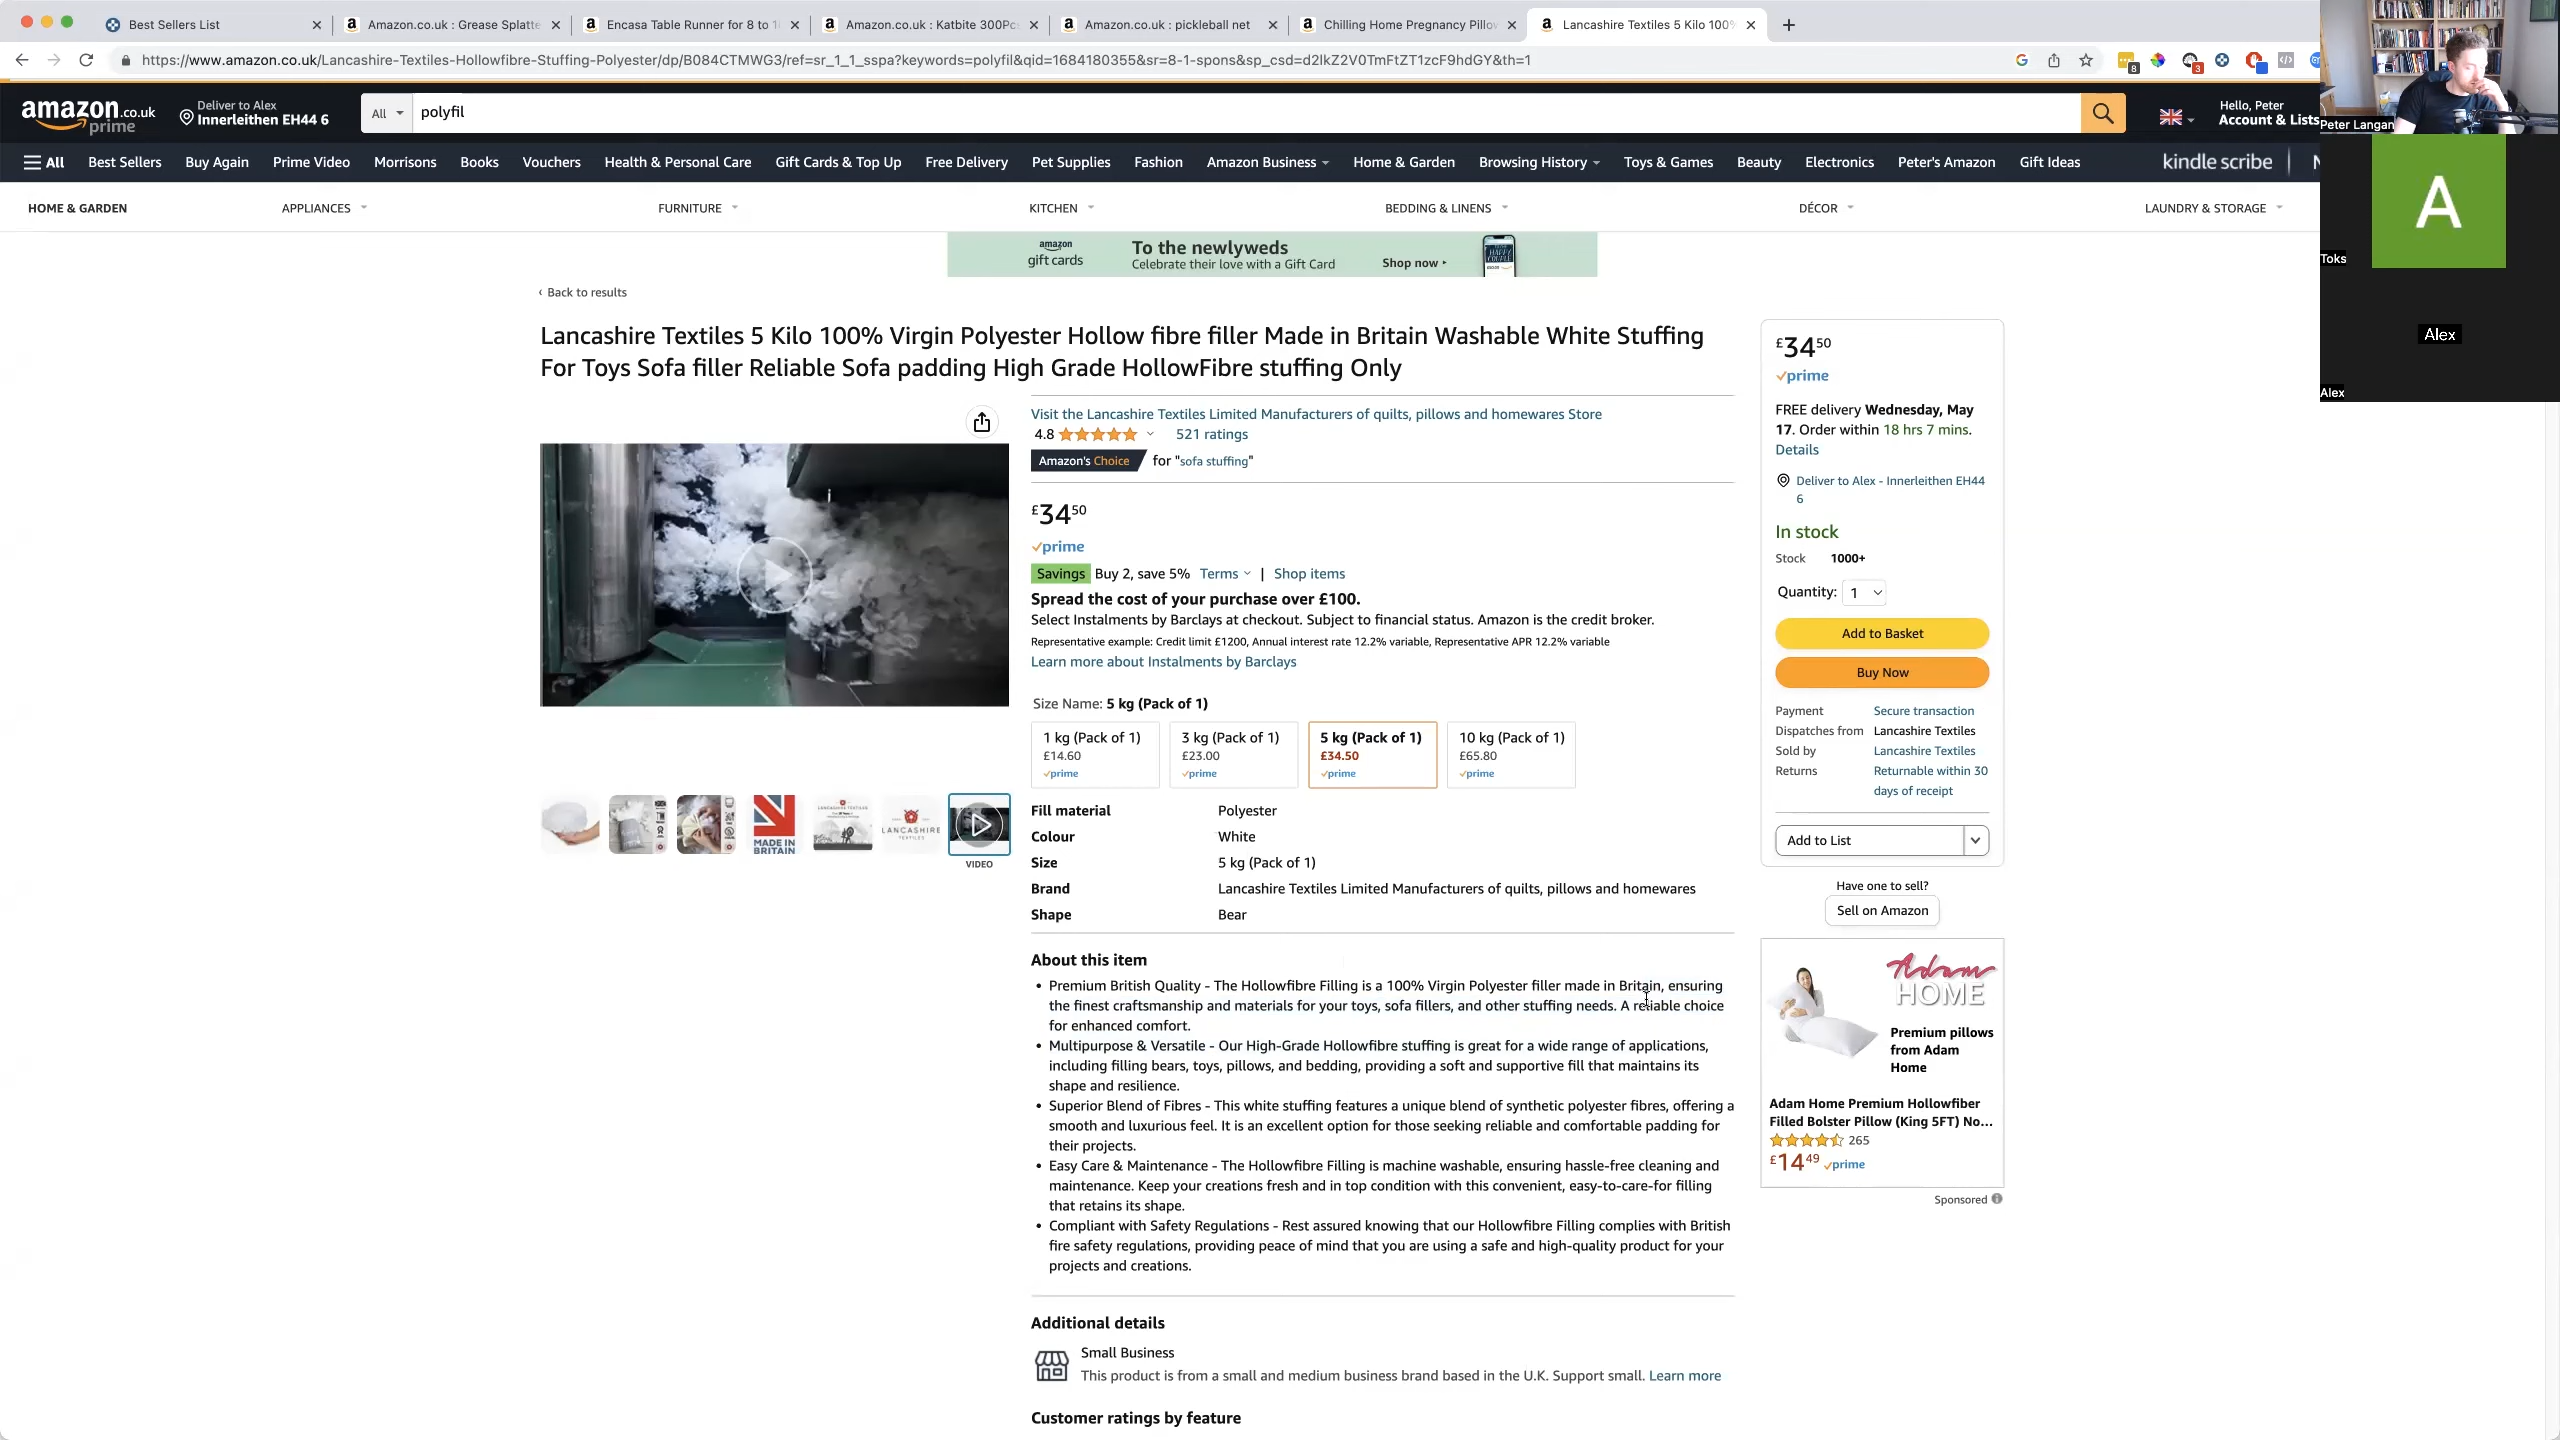 Best Sellers List
Amazon.co.uk : Grease Splatte
Encasa Table Runner for 8 to 1
Amazon.co.uk : Katbite 300Pc
Amazon.co.uk : pickleball net
Chilling Home Pregnancy Pillo
Lancashire Textiles 5 Kilo 100%
https://www.amazon.co.uk/Lancashire-Textiles-Hollowfibre-Stuffing-Polyester/dp/B084CTMWG3/ref=sr_1_1_sspa?keywords=polyfil&qid=1684180355&sr=8-1-spons&sp_csd=d2lkZ2V0TmFtZT1zcF9hdGY&th=1
8
3
amazon.co.uk
prime
Deliver to Alex
Innerleithen EH44 6
All
polyfil
Hello, Peter
Account & Lists
Peter Langan
A
Toks
Alex
Alex
All
Best Sellers
Buy Again
Prime Video
Morrisons
Books
Vouchers
Health & Personal Care
Gift Cards & Top Up
Free Delivery
Pet Supplies
Fashion
Amazon Business
Home & Garden
Browsing History
Toys & Games
Beauty
Electronics
Peter's Amazon
Gift Ideas
kindle scribe
HOME & GARDEN
APPLIANCES
FURNITURE
KITCHEN
BEDDING & LINENS
DÉCOR
LAUNDRY & STORAGE
amazon
gift cards
To the newlyweds
Celebrate their love with a Gift Card
Shop now
‹ Back to results
Lancashire Textiles 5 Kilo 100% Virgin Polyester Hollow fibre filler Made in Britain Washable White Stuffing
For Toys Sofa filler Reliable Sofa padding High Grade HollowFibre stuffing Only
Visit the Lancashire Textiles Limited Manufacturers of quilts, pillows and homewares Store
4.8
521 ratings
Amazon's Choice for "sofa stuffing"
£34 50
prime
Savings Buy 2, save 5% Terms | Shop items
Spread the cost of your purchase over £100.
Select Instalments by Barclays at checkout. Subject to financial status. Amazon is the credit broker.
Representative example: Credit limit £1200, Annual interest rate 12.2% variable, Representative APR 12.2% variable
Learn more about Instalments by Barclays
Size Name: 5 kg (Pack of 1)
1 kg (Pack of 1)
£14.60
prime
3 kg (Pack of 1)
£23.00
prime
5 kg (Pack of 1)
£34.50
prime
10 kg (Pack of 1)
£65.80
prime
MADE IN
BRITAIN
LANCASHIRE
VIDEO
Fill material Polyester
Colour White
Size 5 kg (Pack of 1)
Brand Lancashire Textiles Limited Manufacturers of quilts, pillows and homewares
Shape Bear
About this item
• Premium British Quality - The Hollowfibre Filling is a 100% Virgin Polyester filler made in Britain, ensuring
the finest craftsmanship and materials for your toys, sofa fillers, and other stuffing needs. A reliable choice
for enhanced comfort.
• Multipurpose & Versatile - Our High-Grade Hollowfibre stuffing is great for a wide range of applications,
including filling bears, toys, pillows, and bedding, providing a soft and supportive fill that maintains its
shape and resilience.
• Superior Blend of Fibres - This white stuffing features a unique blend of synthetic polyester fibres, offering a
smooth and luxurious feel. It is an excellent option for those seeking reliable and comfortable padding for
their projects.
• Easy Care & Maintenance - The Hollowfibre Filling is machine washable, ensuring hassle-free cleaning and
maintenance. Keep your creations fresh and in top condition with this convenient, easy-to-care-for filling
that retains its shape.
• Compliant with Safety Regulations - Rest assured knowing that our Hollowfibre Filling complies with British
fire safety regulations, providing peace of mind that you are using a safe and high-quality product for your
projects and creations.
Additional details
Small Business
This product is from a small and medium business brand based in the U.K. Support small. Learn more
Customer ratings by feature
£34 50
prime
FREE delivery Wednesday, May
17. Order within 18 hrs 7 mins.
Details
Deliver to Alex - Innerleithen EH44
6
In stock
Stock 1000+
Quantity: 1
Add to Basket
Buy Now
Payment Secure transaction
Dispatches from Lancashire Textiles
Sold by Lancashire Textiles
Returns Returnable within 30
days of receipt
Add to List
Have one to sell?
Sell on Amazon
Adam
HOME
Premium pillows
from Adam
Home
Adam Home Premium Hollowfiber
Filled Bolster Pillow (King 5FT) No...
265
£14 49 prime
Sponsored